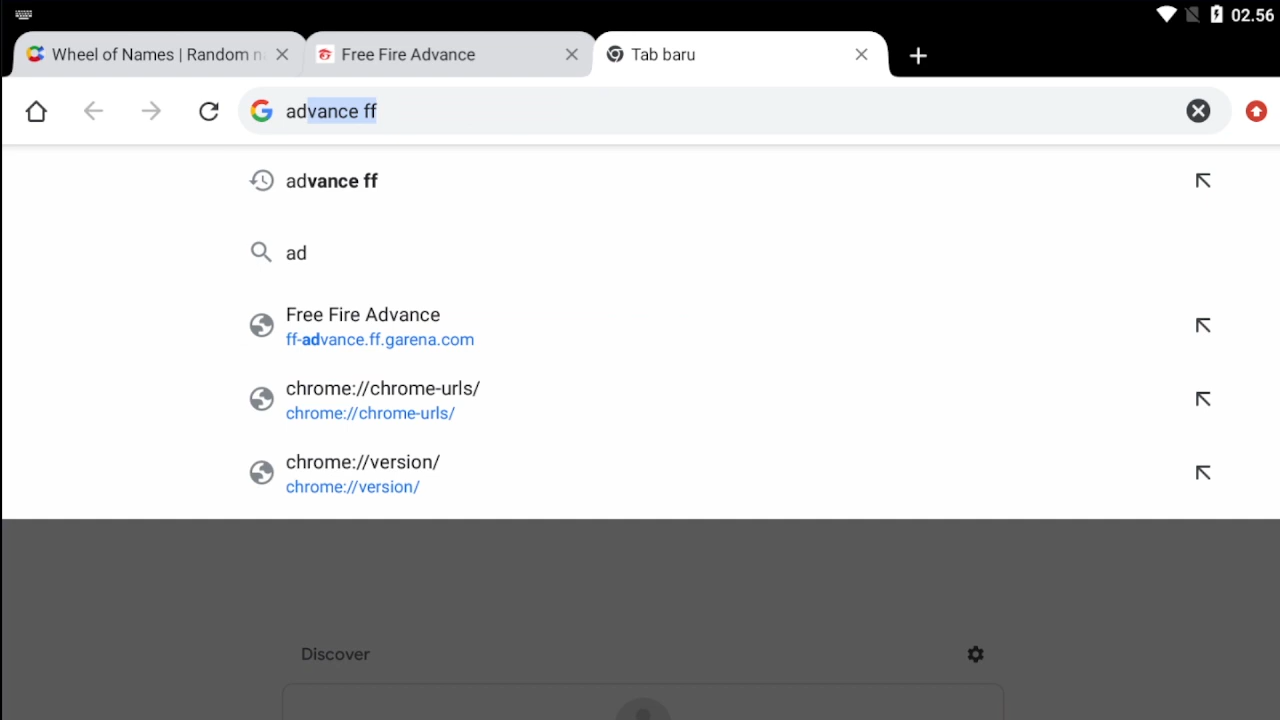 02.56
Wheel of Names | Random n
Free Fire Advance
Tab baru
advance ff
advance ff
ad
Free Fire Advance
ff-advance.ff.garena.com
chrome://chrome-urls/
chrome://chrome-urls/
chrome://version/
chrome://version/
Discover